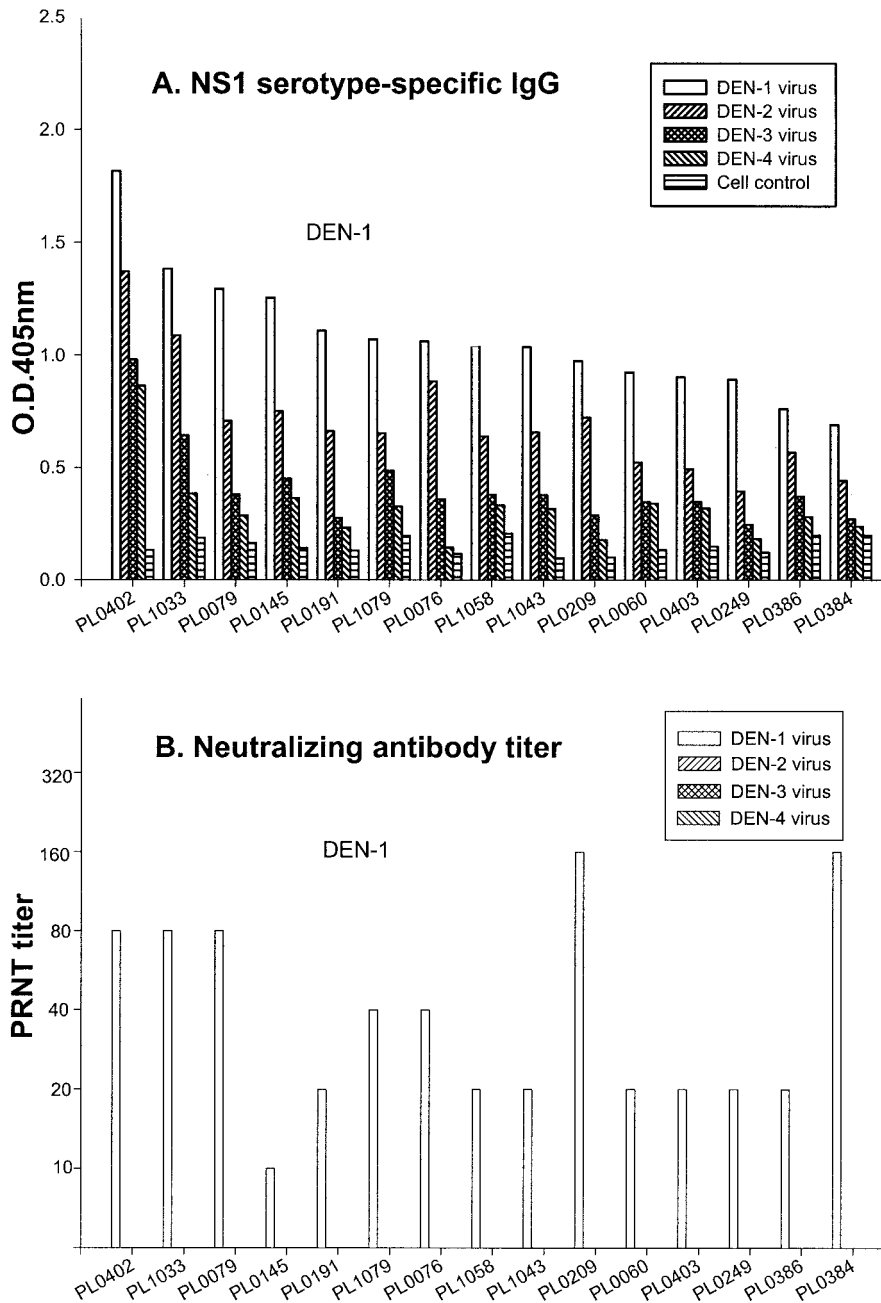 A. NS1 serotype-specific IgG
DEN-1 virus
DEN-2 virus
DEN-3 virus
DEN-4 virus
Cell control
DEN-1
O.D.405nm
2.5
2.0
1.5
1.0
0.5
0.0
PL0402 PL1033 PL0079 PL0145 PL0191 PL1079 PL0076 PL1058 PL1043 PL0209 PL0060 PL0403 PL0249 PL0386 PL0384
B. Neutralizing antibody titer
DEN-1 virus
DEN-2 virus
DEN-3 virus
DEN-4 virus
DEN-1
PRNT titer
320
160
80
40
20
10
PL0402 PL1033 PL0079 PL0145 PL0191 PL1079 PL0076 PL1058 PL1043 PL0209 PL0060 PL0403 PL0249 PL0386 PL0384